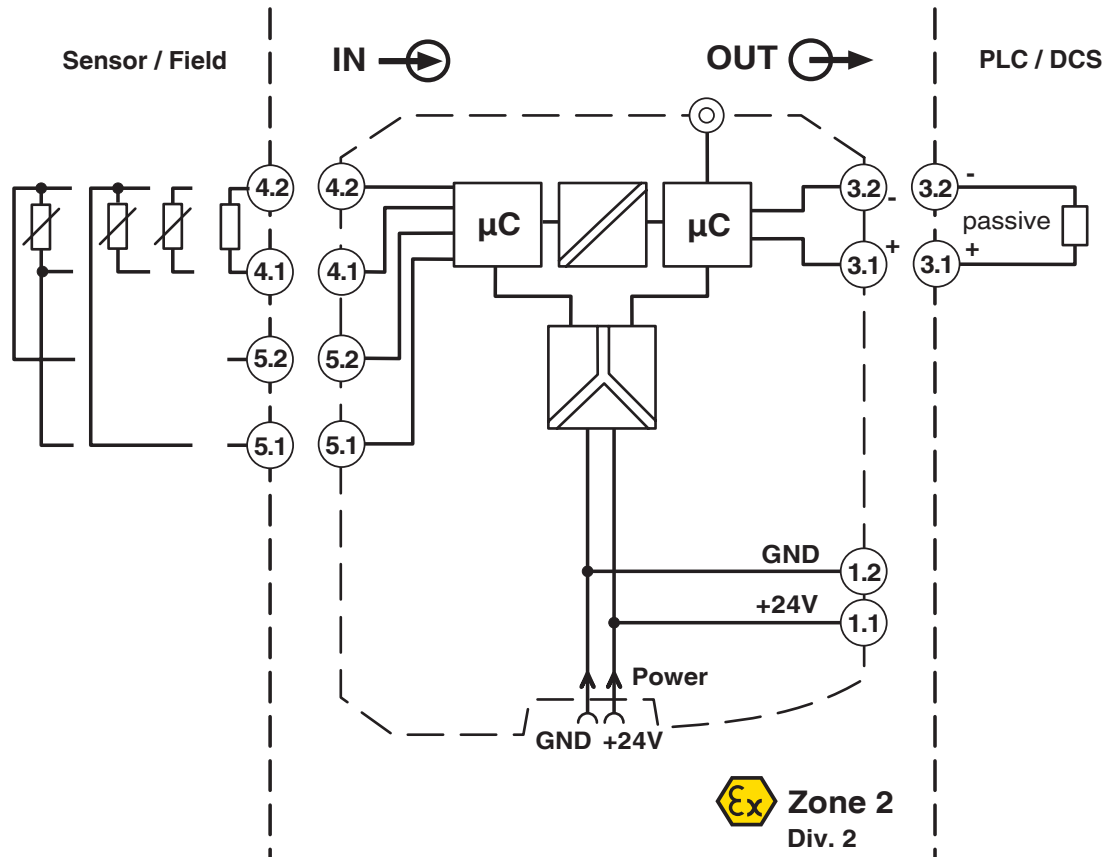 Sensor / Field
IN
OUT
PLC / DCS
4.2
4.2
3.2
-
3.2
-
µC
µC
passive
4.1
4.1
+
3.1
3.1
+
5.2
5.2
5.1
5.1
GND
1.2
+24V
1.1
Power
GND +24V
Ex Zone 2
Div. 2